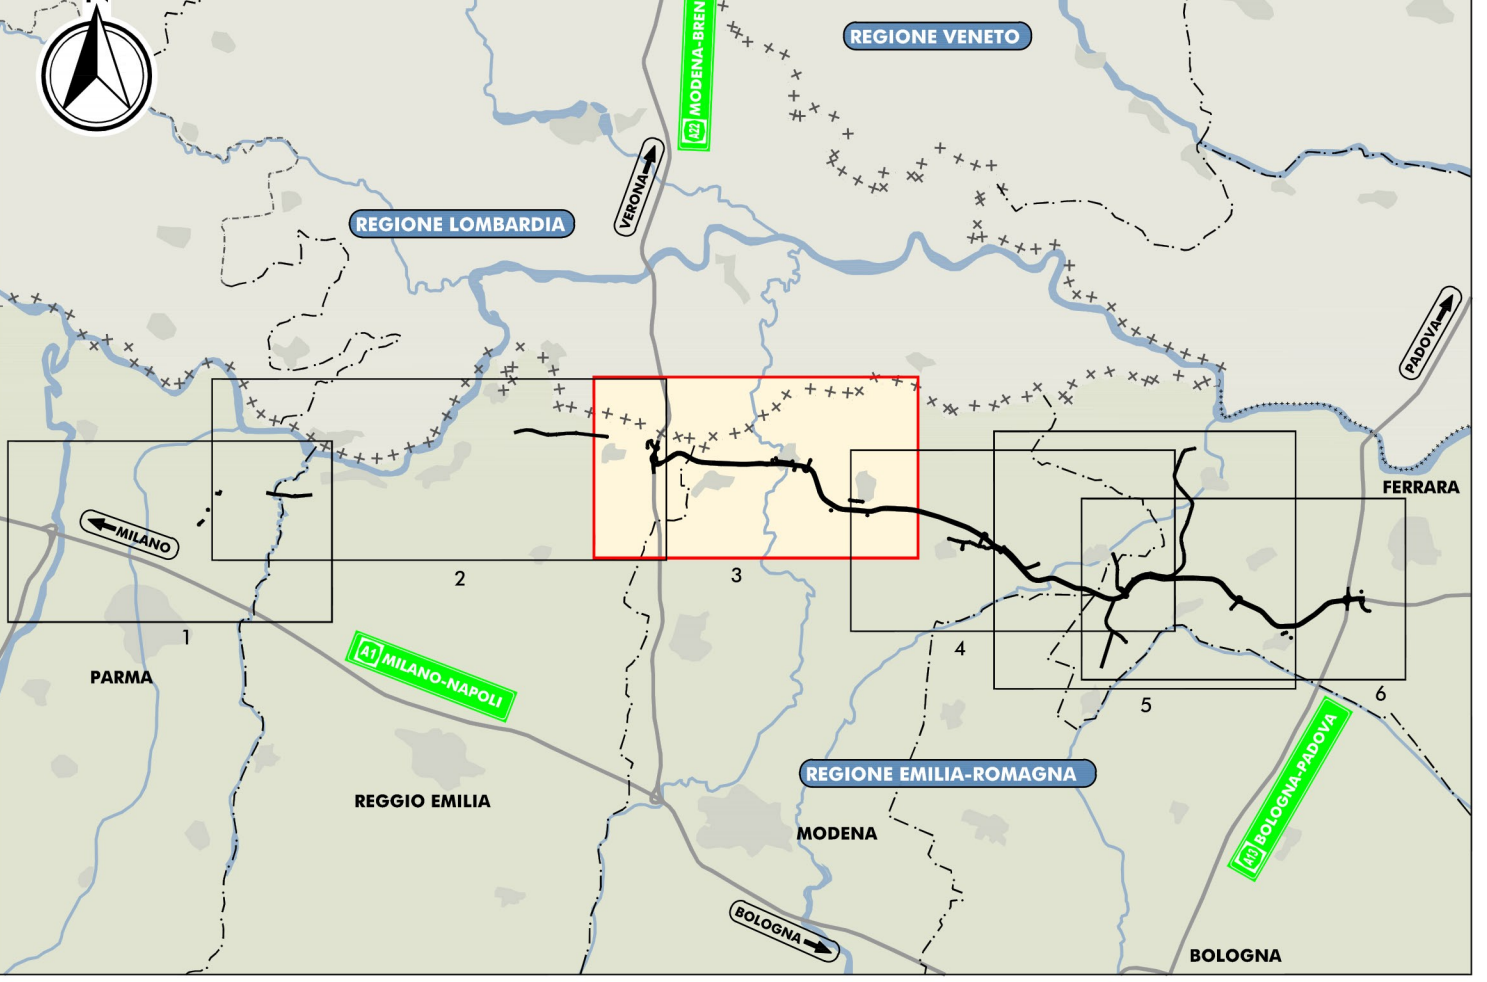 N
REGIONE VENETO
A22 MODENA-BREN
VERONA
REGIONE LOMBARDIA
PADOVA
FERRARA
MILANO
2
3
1
4
PARMA
A1 MILANO-NAPOLI
5
6
REGIONE EMILIA-ROMAGNA
REGGIO EMILIA
MODENA
A13 BOLOGNA-PADOVA
BOLOGNA
BOLOGNA